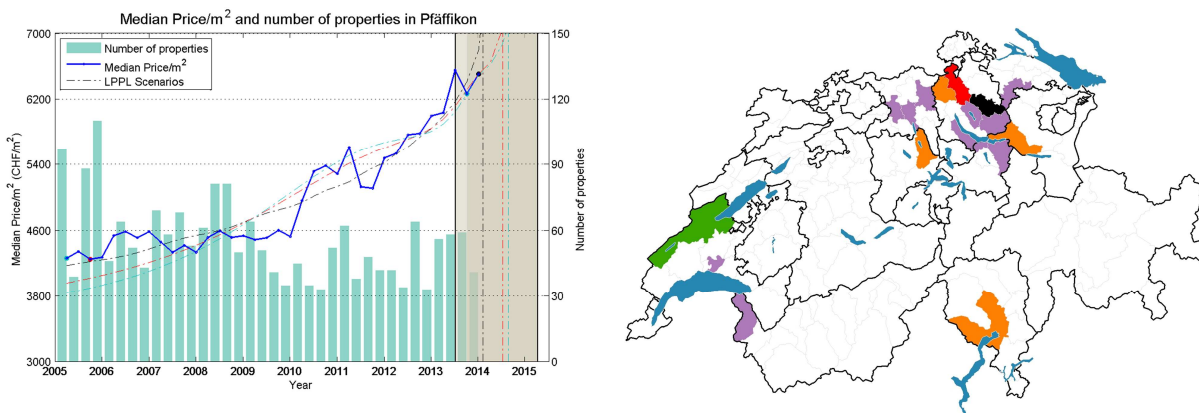 Median Price/m² and number of properties in Pfäffikon
Number of properties
Median Price/m²
LPPL Scenarios
Median Price/m² (CHF/m²)
7000
6200
5400
4600
3800
3000
150
120
90
60
30
0
Number of properties
2005 2006 2007 2008 2009 2010 2011 2012 2013 2014 2015
Year